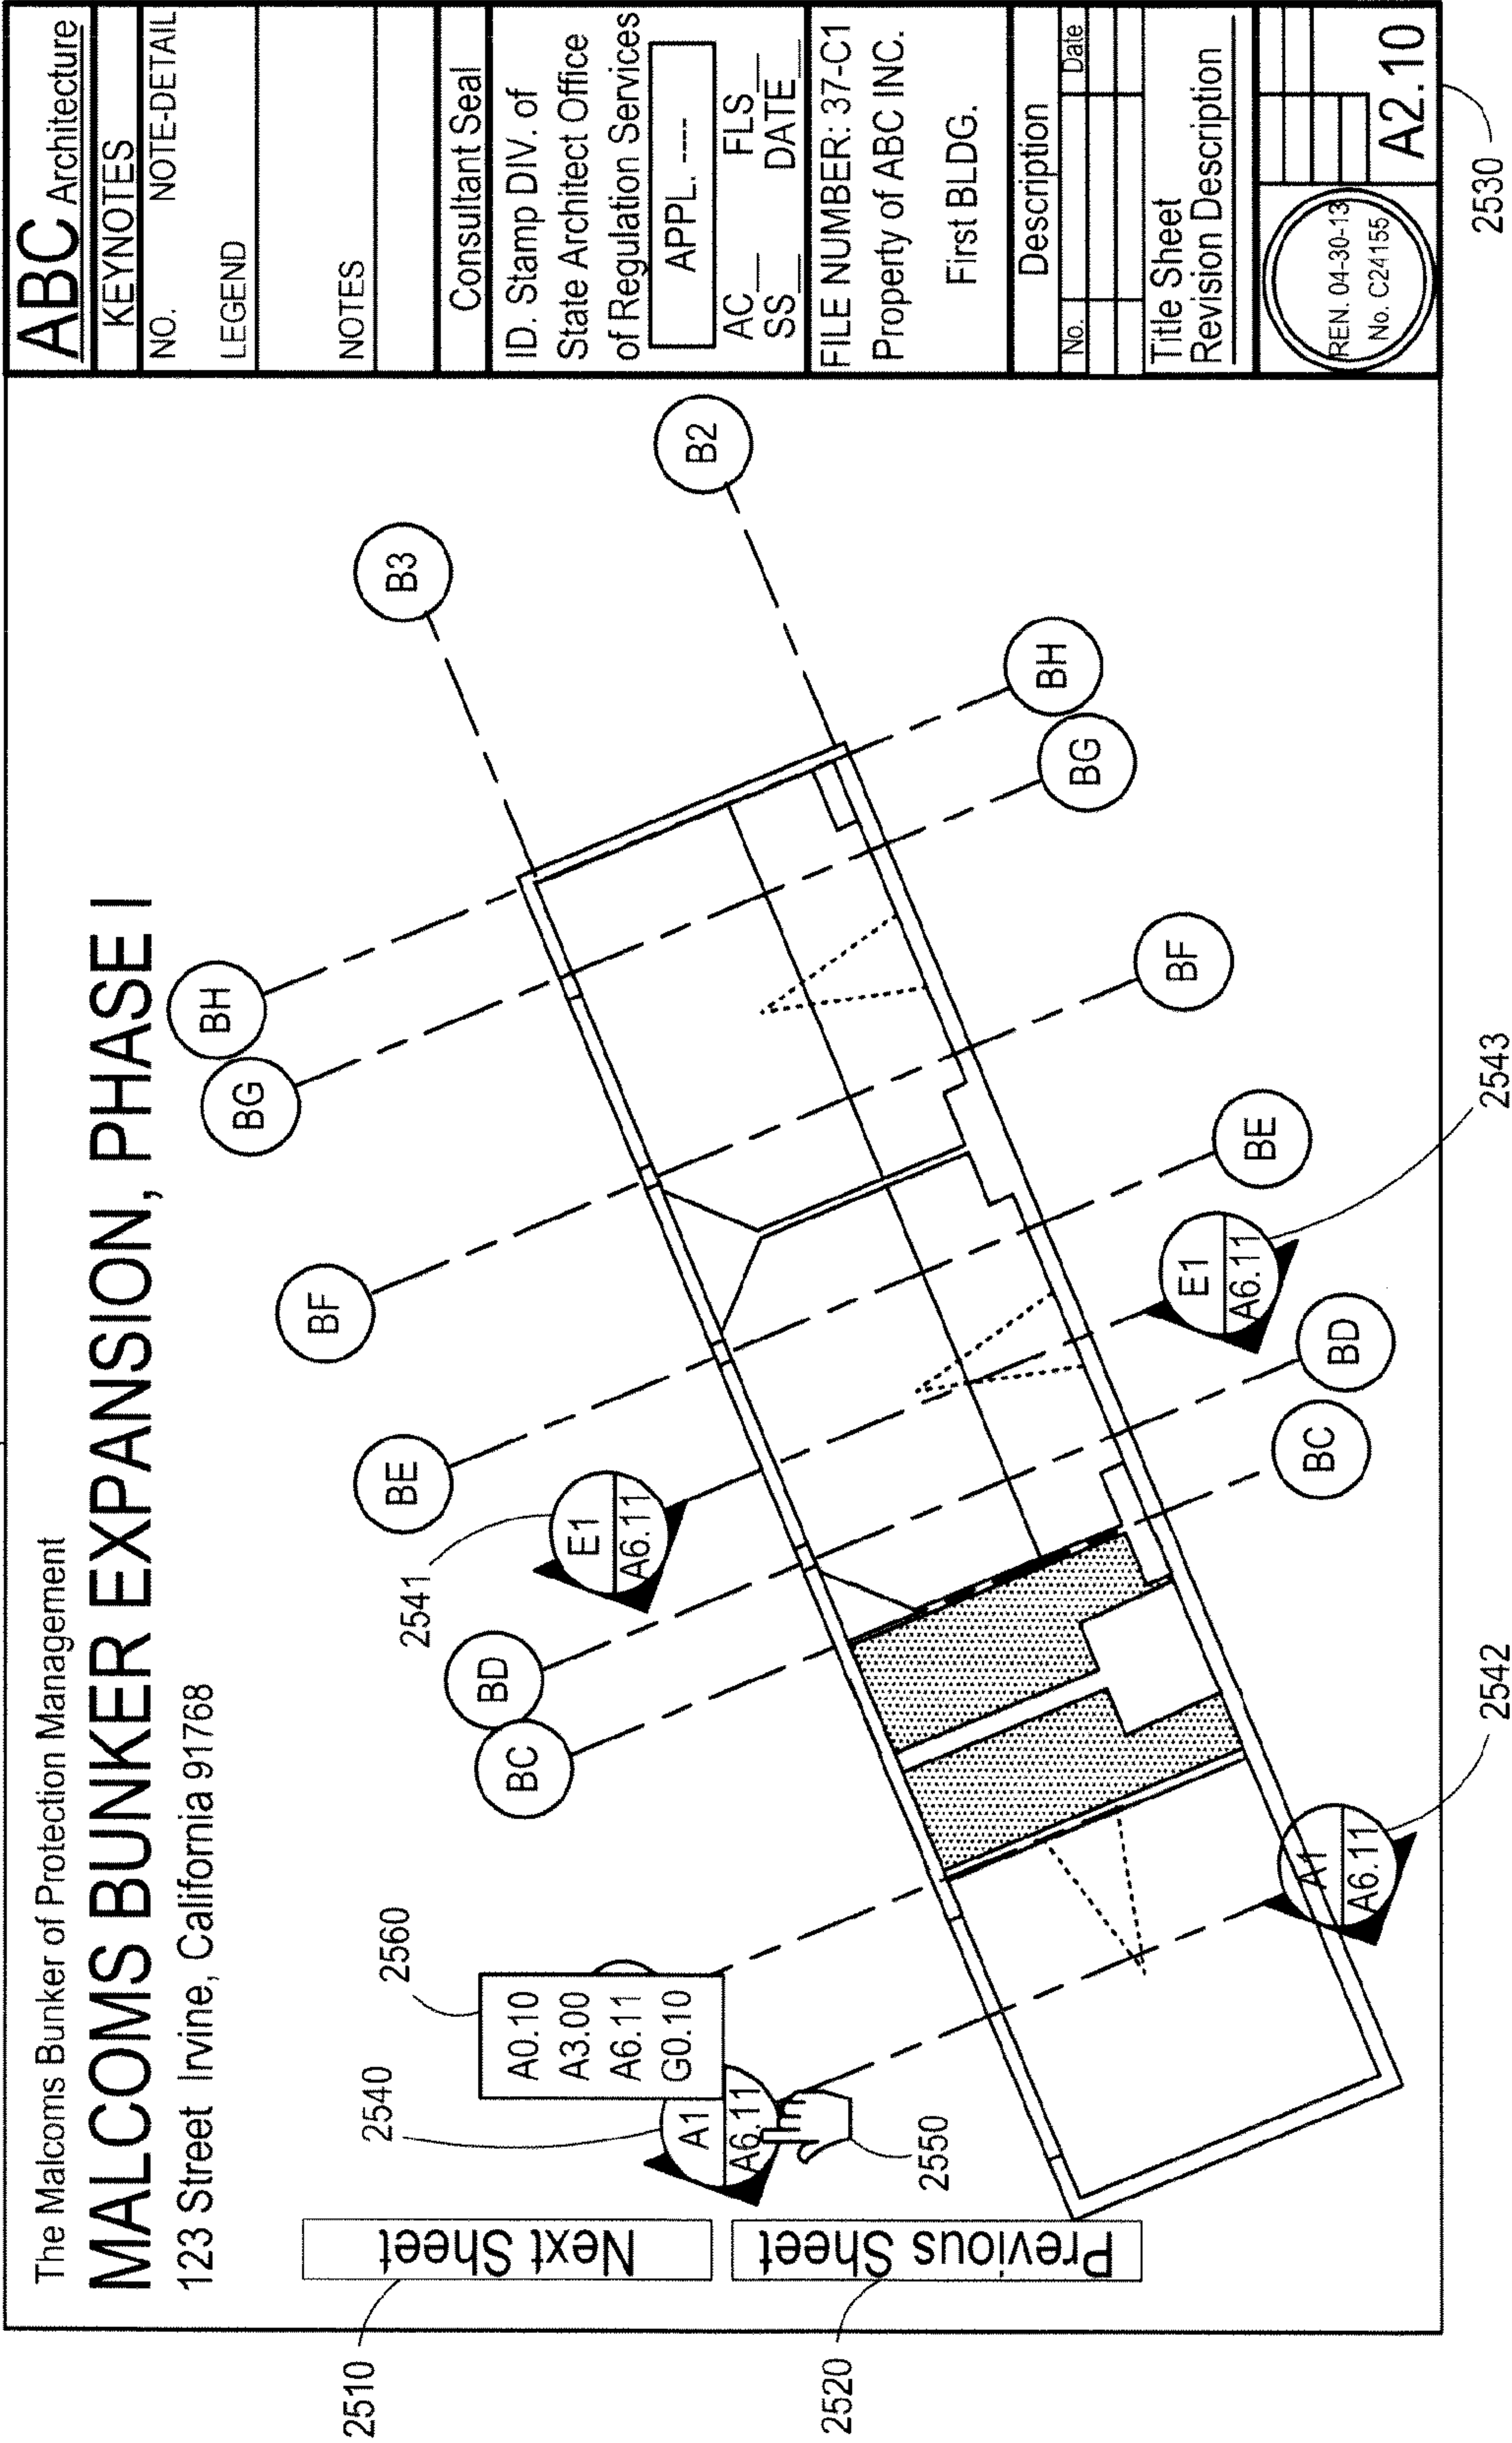 The Malcoms Bunker of Protection Management
MALCOMS BUNKER EXPANSION, PHASE I
123 Street Irvine, California 91768
2510
Next Sheet
2520
Previous Sheet
2540
A1
A6.11
2550
2560
A0.10
A3.00
A6.11
G0.10
BC
BD
2541
E1
A6.11
BE
BF
BG
BH
B3
B2
BH
BG
BF
BE
E1
A6.11
2543
BD
BC
A1
A6.11
2542
ABC Architecture
KEYNOTES
NO. NOTE-DETAIL
LEGEND
NOTES
Consultant Seal
ID. Stamp DIV. of
State Architect Office
of Regulation Services
APPL. ----
AC__ FLS__
SS__ DATE__
FILE NUMBER: 37-C1
Property of ABC INC.
First BLDG.
Description
No. Date
Title Sheet
Revision Description
REN. 04-30-13
No. C24155
A2.10
2530